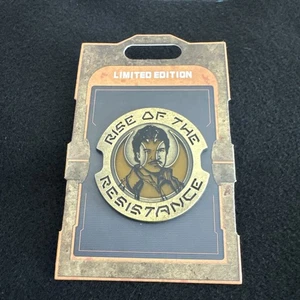 LIMITED EDITION
RISE OF THE
RESISTANCE